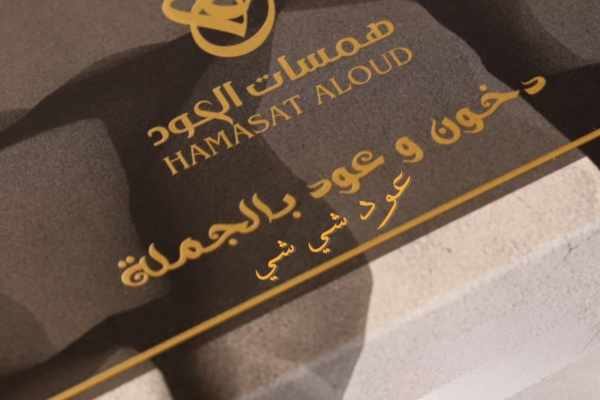 همسات العود
HAMASAT ALOUD
دخون و عود بالجملة
عود شي شي